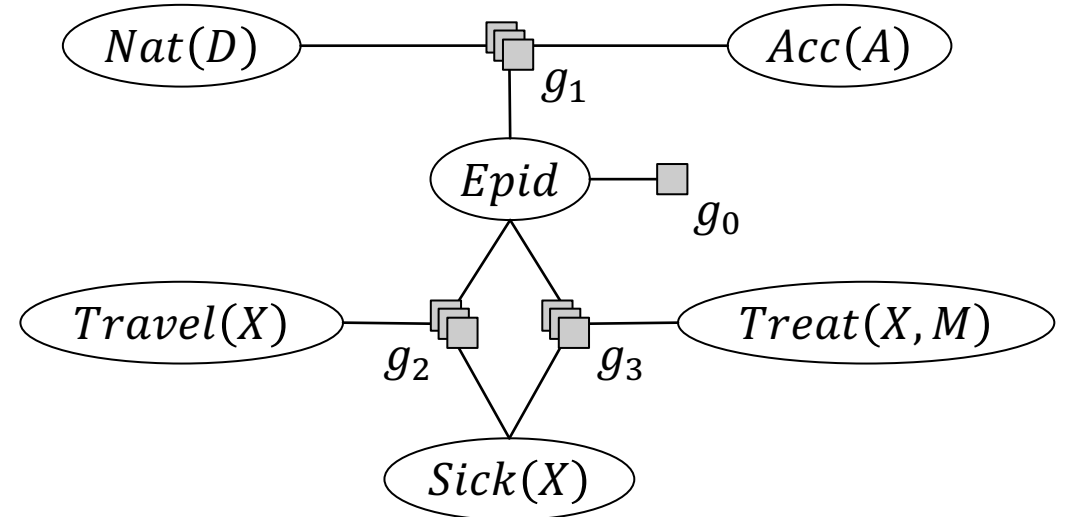 Nat(D)
Acc(A)
g₁
Epid
g₀
Travel(X)
Treat(X, M)
g₂
g₃
Sick(X)